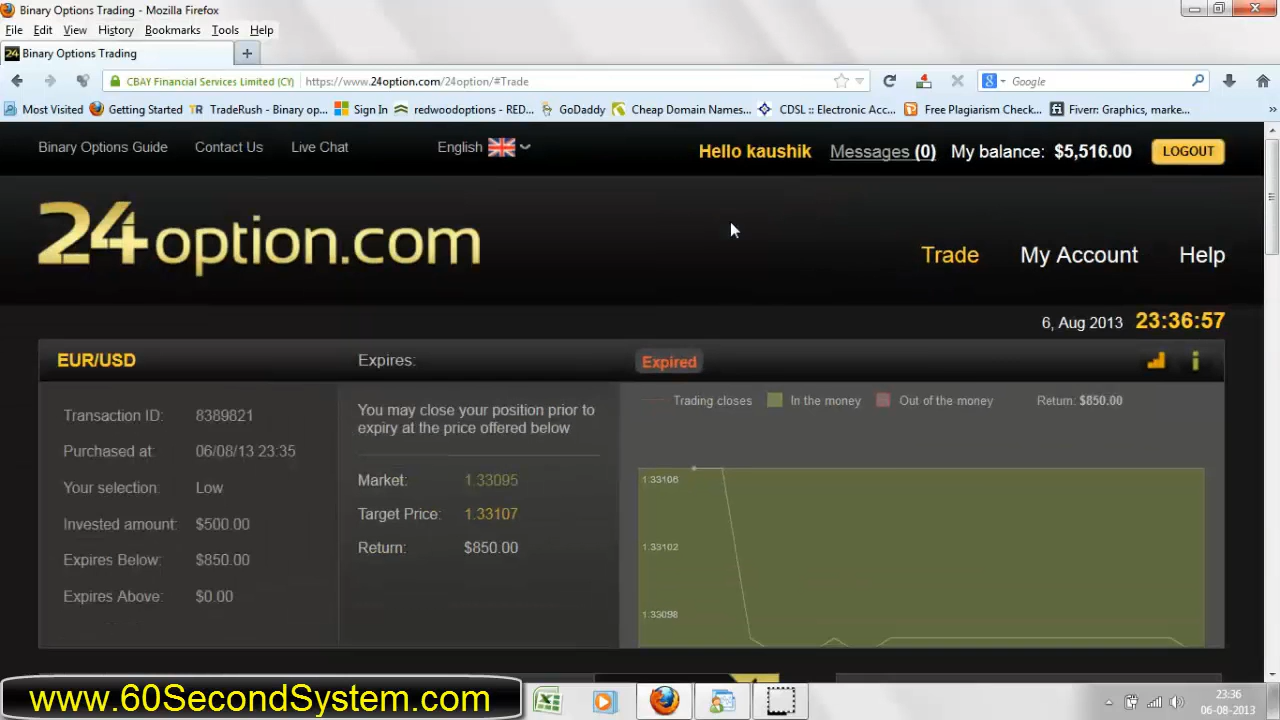 Binary Options Trading - Mozilla Firefox
File Edit View History Bookmarks Tools Help
24 Binary Options Trading +
CBAY Financial Services Limited (CY) https://www.24option.com/24option/#Trade Google
Most Visited Getting Started TradeRush - Binary op... Sign In redwoodoptions - RED... GoDaddy Cheap Domain Names... CDSL :: Electronic Acc... Free Plagiarism Check... Fiverr: Graphics, marke... »
Binary Options Guide Contact Us Live Chat English Hello kaushik Messages (0) My balance: $5,516.00 LOGOUT
24option.com
Trade My Account Help
6, Aug 2013 23:36:57
EUR/USD Expires: Expired
Transaction ID: 8389821
Purchased at: 06/08/13 23:35
Your selection: Low
Invested amount: $500.00
Expires Below: $850.00
Expires Above: $0.00
You may close your position prior to
expiry at the price offered below
Market: 1.33095
Target Price: 1.33107
Return: $850.00
Trading closes In the money Out of the money Return: $850.00
1.33106
1.33102
1.33098
www.60SecondSystem.com
23:36
06-08-2013